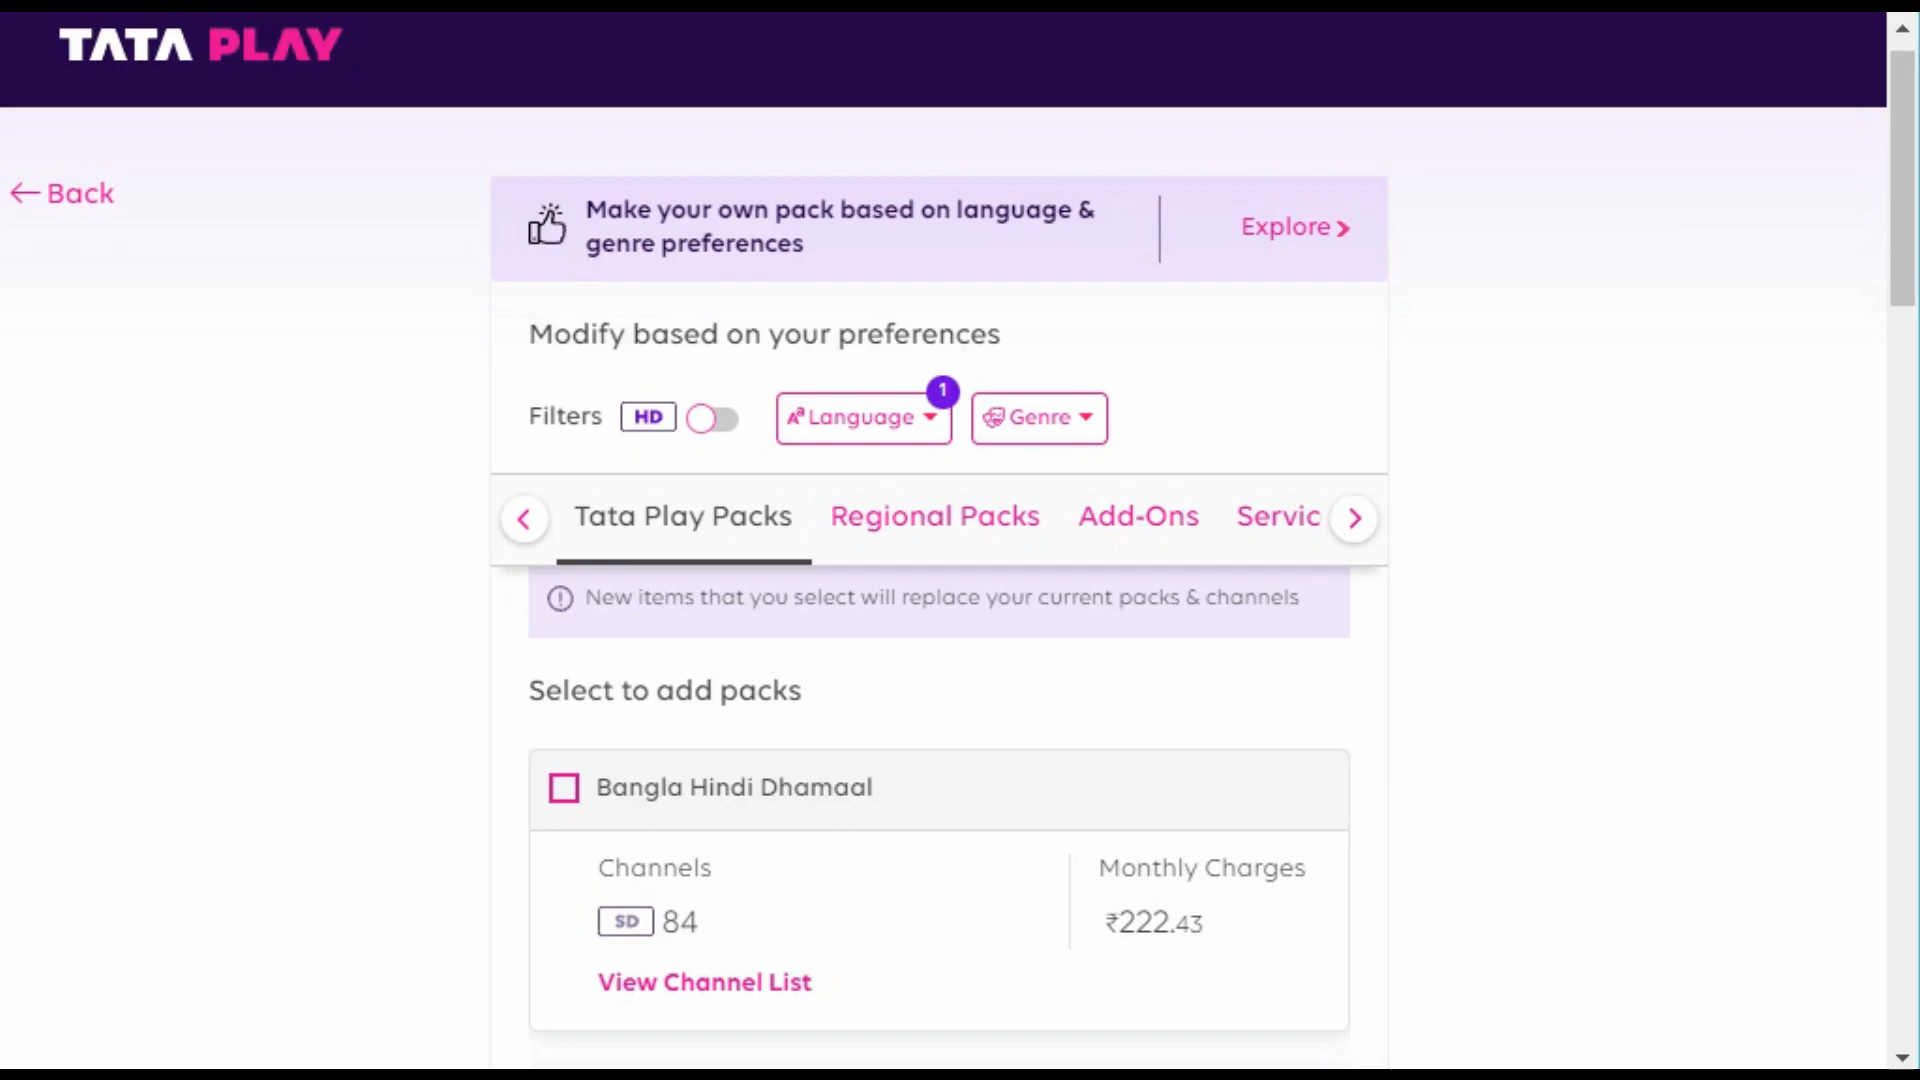 TATA PLAY
Back
Make your own pack based on language &
genre preferences
Explore
Modify based on your preferences
Filters HD Language 1 Genre
Tata Play Packs Regional Packs Add-Ons Servic
New items that you select will replace your current packs & channels
Select to add packs
Bangla Hindi Dhamaal
Channels Monthly Charges
SD 84 ₹222.43
View Channel List